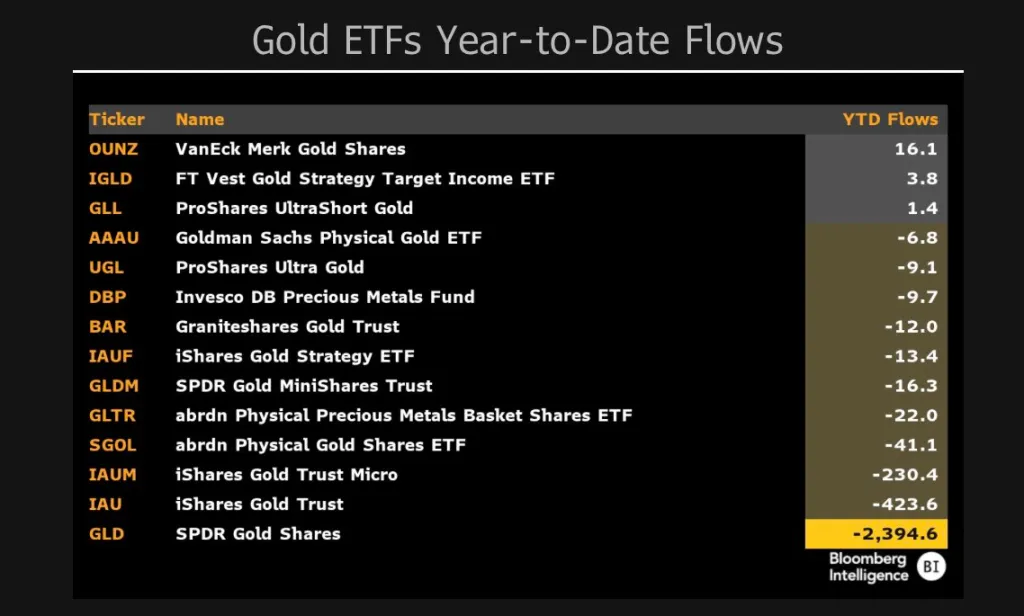 Gold ETFs Year-to-Date Flows
Ticker Name YTD Flows
OUNZ VanEck Merk Gold Shares 16.1
IGLD FT Vest Gold Strategy Target Income ETF 3.8
GLL ProShares UltraShort Gold 1.4
AAAU Goldman Sachs Physical Gold ETF -6.8
UGL ProShares Ultra Gold -9.1
DBP Invesco DB Precious Metals Fund -9.7
BAR Graniteshares Gold Trust -12.0
IAUF iShares Gold Strategy ETF -13.4
GLDM SPDR Gold MiniShares Trust -16.3
GLTR abrdn Physical Precious Metals Basket Shares ETF -22.0
SGOL abrdn Physical Gold Shares ETF -41.1
IAUM iShares Gold Trust Micro -230.4
IAU iShares Gold Trust -423.6
GLD SPDR Gold Shares -2,394.6
Bloomberg
Intelligence BI